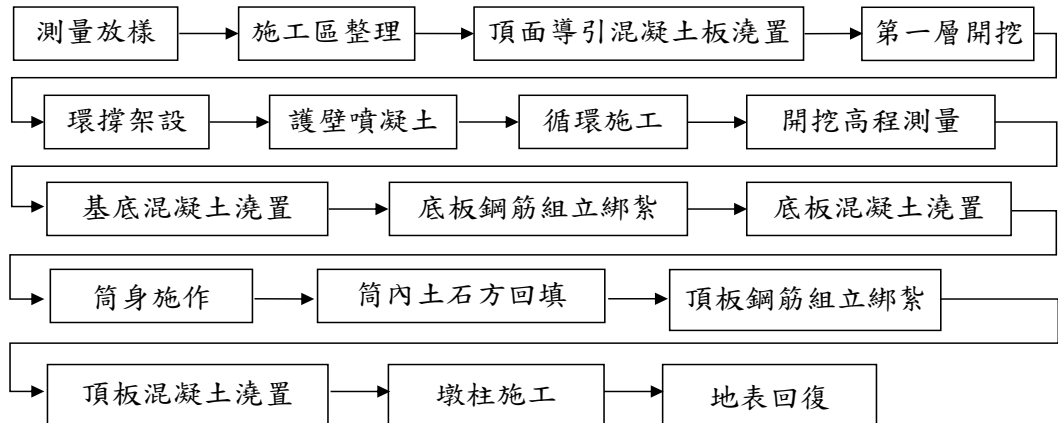 測量放樣 施工區整理 頂面導引混凝土板澆置 第一層開挖
環撐架設 護壁噴凝土 循環施工 開挖高程測量
基底混凝土澆置 底板鋼筋組立綁紮 底板混凝土澆置
筒身施作 筒內土石方回填 頂板鋼筋組立綁紮
頂板混凝土澆置 墩柱施工 地表回復